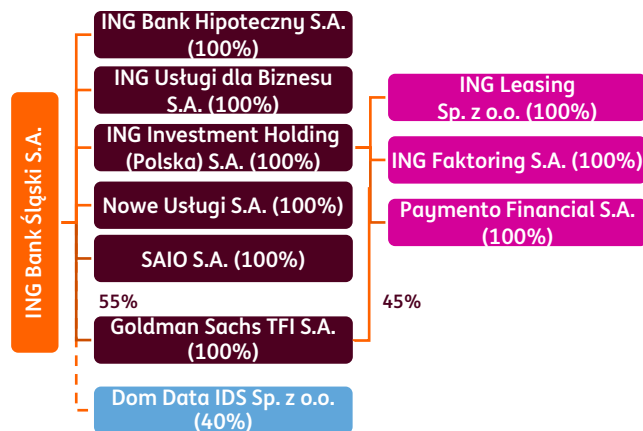 ING Bank Śląski S.A.
ING Bank Hipoteczny S.A.
(100%)
ING Usługi dla Biznesu
S.A. (100%)
ING Investment Holding
(Polska) S.A. (100%)
Nowe Usługi S.A. (100%)
SAIO S.A. (100%)
55%
Goldman Sachs TFI S.A.
(100%)
Dom Data IDS Sp. z o.o.
(40%)
ING Leasing
Sp. z o.o. (100%)
ING Faktoring S.A. (100%)
Paymento Financial S.A.
(100%)
45%